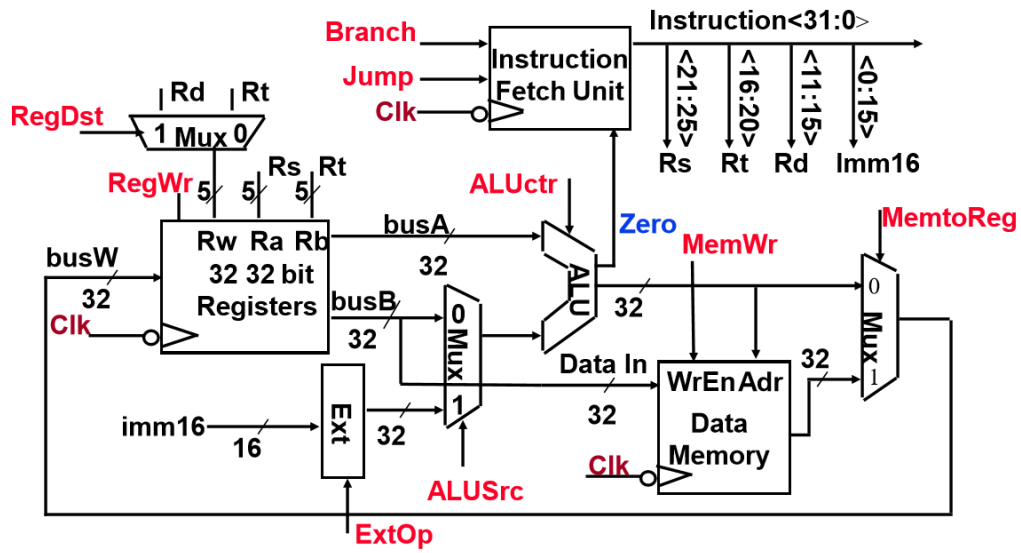 Branch
Jump
Clk
Instruction
Fetch Unit
Instruction<31:0>
<21:25>
<16:20>
<11:15>
<0:15>
Rs
Rt
Rd
Imm16
RegDst
Rd
Rt
1 Mux 0
RegWr
5
5
5
Rs
Rt
busW
32
Clk
Rw Ra Rb
32 32 bit
Registers
busA
32
busB
32
ALUctr
ALU
Zero
32
MemWr
MemtoReg
0
Mux
1
0
Mux
1
ALUSrc
imm16
16
Ext
32
ExtOp
Data In
32
WrEn Adr
Data
Memory
Clk
32